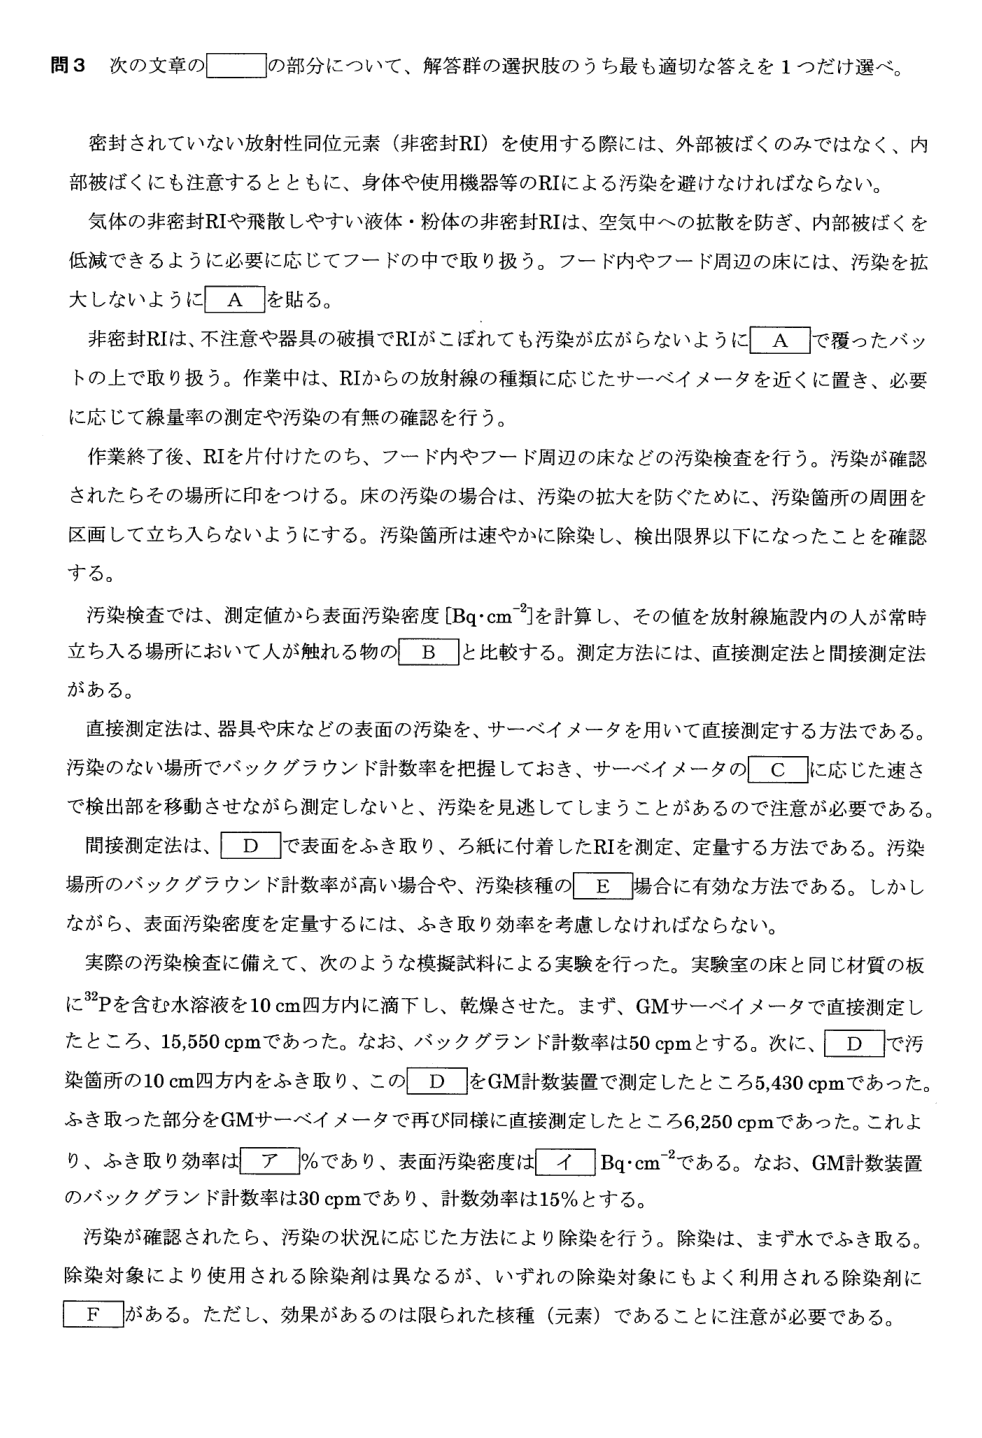 問3　次の文章の　　　の部分について、解答群の選択肢のうち最も適切な答えを1つだけ選べ。
密封されていない放射性同位元素（非密封RI）を使用する際には、外部被ばくのみではなく、内
部被ばくにも注意するとともに、身体や使用機器等のRIによる汚染を避けなければならない。
気体の非密封RIや飛散しやすい液体・粉体の非密封RIは、空気中への拡散を防ぎ、内部被ばくを
低減できるように必要に応じてフードの中で取り扱う。フード内やフード周辺の床には、汚染を拡
大しないように A を貼る。
非密封RIは、不注意や器具の破損でRIがこぼれても汚染が広がらないように A で覆ったバッ
トの上で取り扱う。作業中は、RIからの放射線の種類に応じたサーベイメータを近くに置き、必要
に応じて線量率の測定や汚染の有無の確認を行う。
作業終了後、RIを片付けたのち、フード内やフード周辺の床などの汚染検査を行う。汚染が確認
されたらその場所に印をつける。床の汚染の場合は、汚染の拡大を防ぐために、汚染箇所の周囲を
区画して立ち入らないようにする。汚染箇所は速やかに除染し、検出限界以下になったことを確認
する。
汚染検査では、測定値から表面汚染密度[Bq･cm⁻²]を計算し、その値を放射線施設内の人が常時
立ち入る場所において人が触れる物の B と比較する。測定方法には、直接測定法と間接測定法
がある。
直接測定法は、器具や床などの表面の汚染を、サーベイメータを用いて直接測定する方法である。
汚染のない場所でバックグラウンド計数率を把握しておき、サーベイメータの C に応じた速さ
で検出部を移動させながら測定しないと、汚染を見逃してしまうことがあるので注意が必要である。
間接測定法は、 D で表面をふき取り、ろ紙に付着したRIを測定、定量する方法である。汚染
場所のバックグラウンド計数率が高い場合や、汚染核種の E 場合に有効な方法である。しかし
ながら、表面汚染密度を定量するには、ふき取り効率を考慮しなければならない。
実際の汚染検査に備えて、次のような模擬試料による実験を行った。実験室の床と同じ材質の板
に³²Pを含む水溶液を10 cm四方内に滴下し、乾燥させた。まず、GMサーベイメータで直接測定し
たところ、15,550 cpmであった。なお、バックグランド計数率は50 cpmとする。次に、 D で汚
染箇所の10 cm四方内をふき取り、この D をGM計数装置で測定したところ5,430 cpmであった。
ふき取った部分をGMサーベイメータで再び同様に直接測定したところ6,250 cpmであった。これよ
り、ふき取り効率は ア %であり、表面汚染密度は イ Bq･cm⁻²である。なお、GM計数装置
のバックグランド計数率は30 cpmであり、計数効率は15%とする。
汚染が確認されたら、汚染の状況に応じた方法により除染を行う。除染は、まず水でふき取る。
除染対象により使用される除染剤は異なるが、いずれの除染対象にもよく利用される除染剤に
F がある。ただし、効果があるのは限られた核種（元素）であることに注意が必要である。